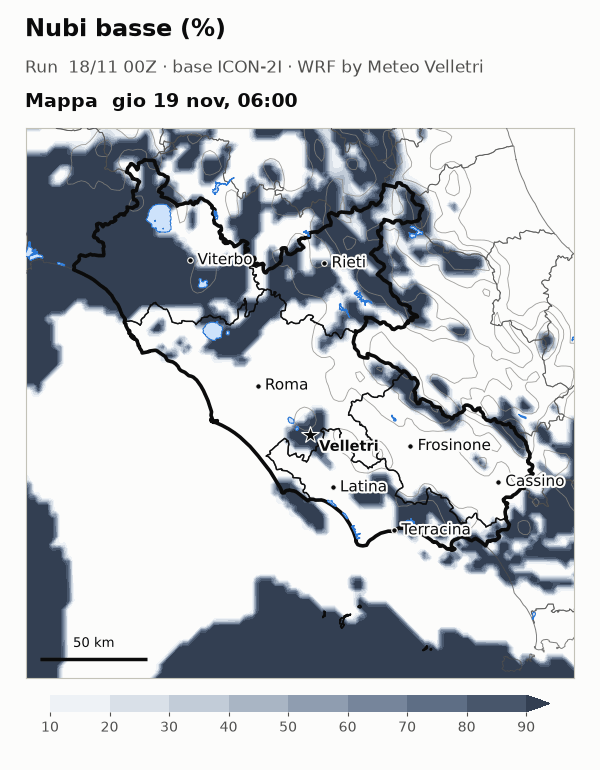 Nubi basse (%)
Run 18/11 00Z · base ICON-2I · WRF by Meteo Velletri
Mappa gio 19 nov, 06:00
Viterbo
Rieti
Roma
Velletri
Frosinone
Latina
Cassino
Terracina
50 km
10 20 30 40 50 60 70 80 90